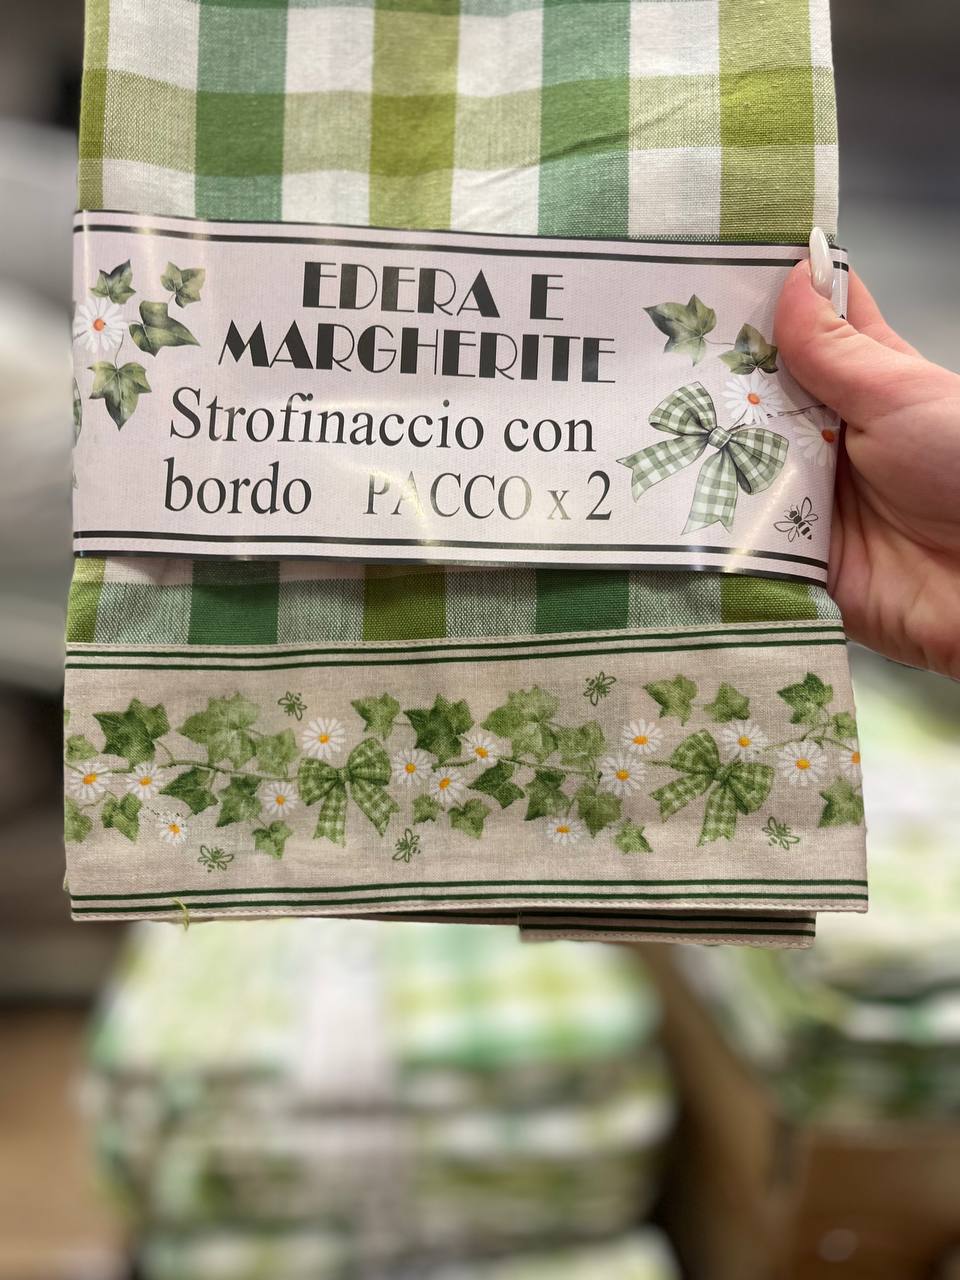 EDERA E
MARGHERITE
Strofinaccio con
bordo PACCO x 2